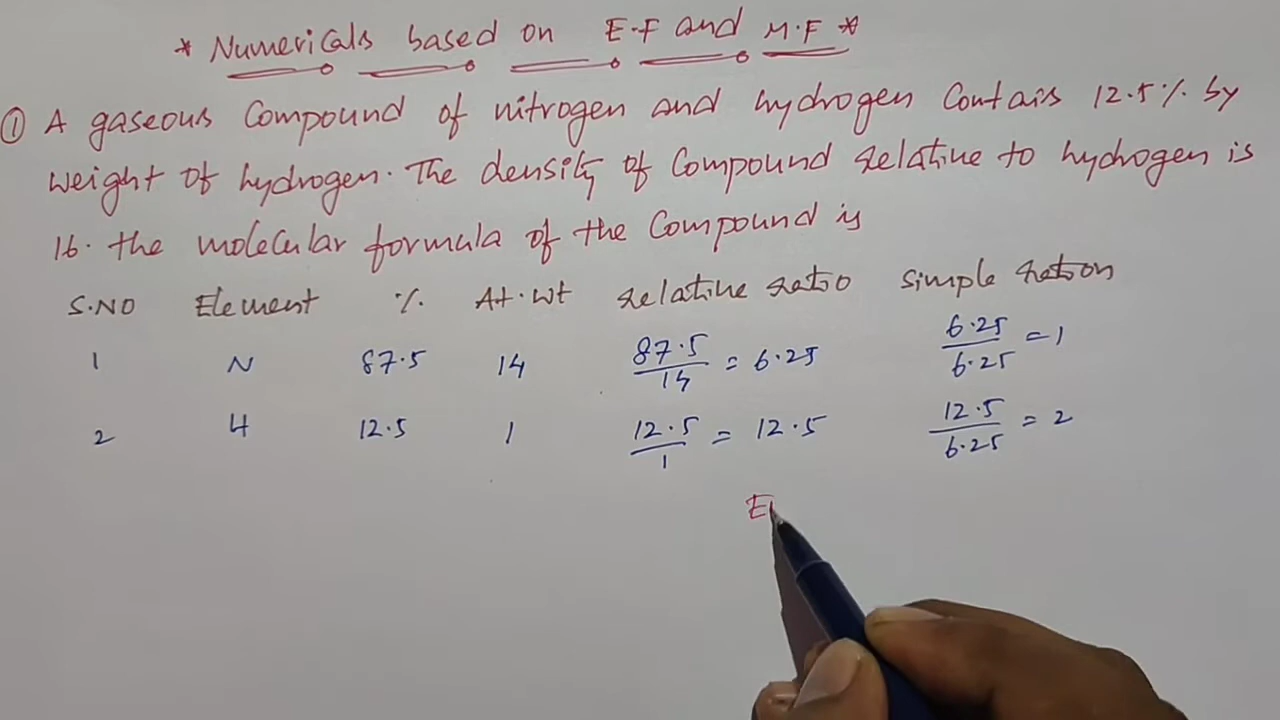 * Numericals based on E.F and M.F *
① A gaseous Compound of nitrogen and hydrogen Contais 12.5% by
weight of hydrogen. The density of Compound relative to hydrogen is
16. the molecular formula of the Compound is
S.NO Element % At.wt relative ratio simple ration
1 N 87.5 14 87.5/14 = 6.25 6.25/6.25 = 1
2 H 12.5 1 12.5/1 = 12.5 12.5/6.25 = 2